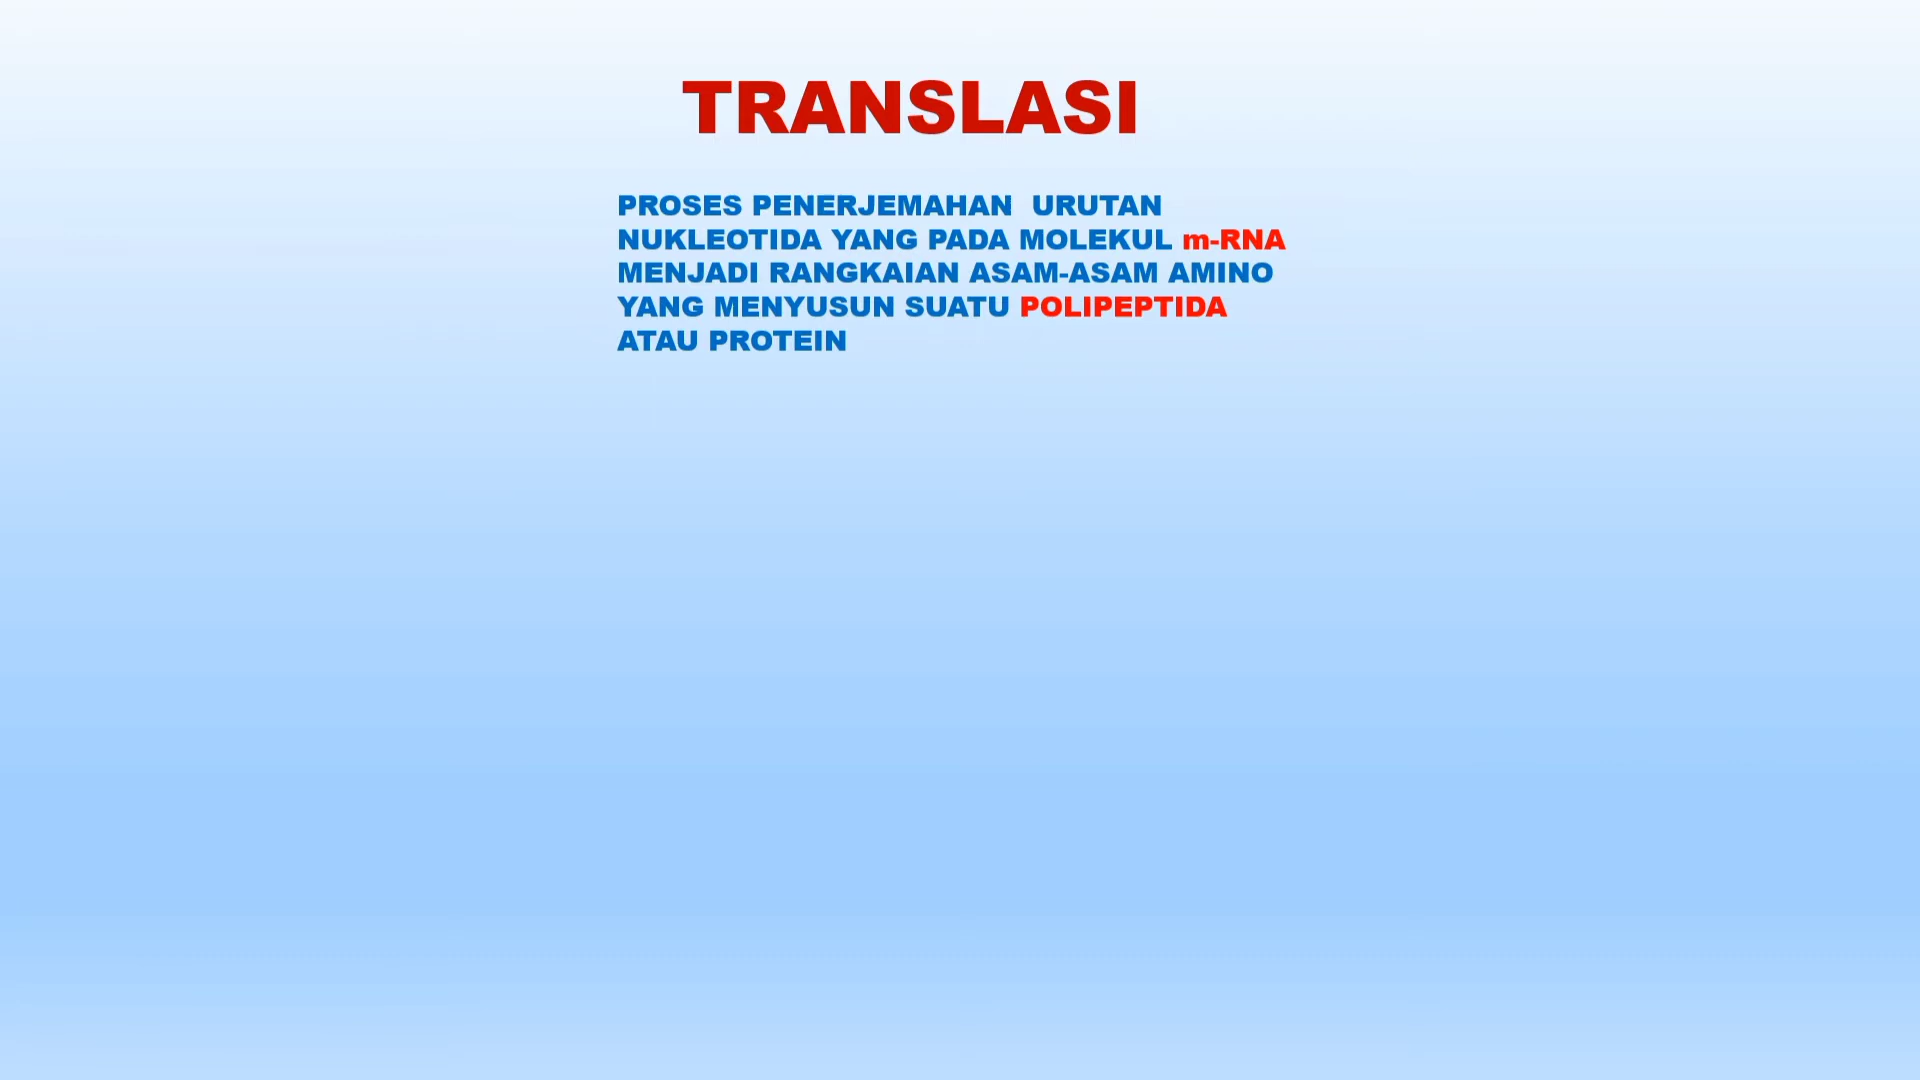 TRANSLASI
PROSES PENERJEMAHAN  URUTAN
NUKLEOTIDA YANG PADA MOLEKUL m-RNA
MENJADI RANGKAIAN ASAM-ASAM AMINO
YANG MENYUSUN SUATU POLIPEPTIDA
ATAU PROTEIN